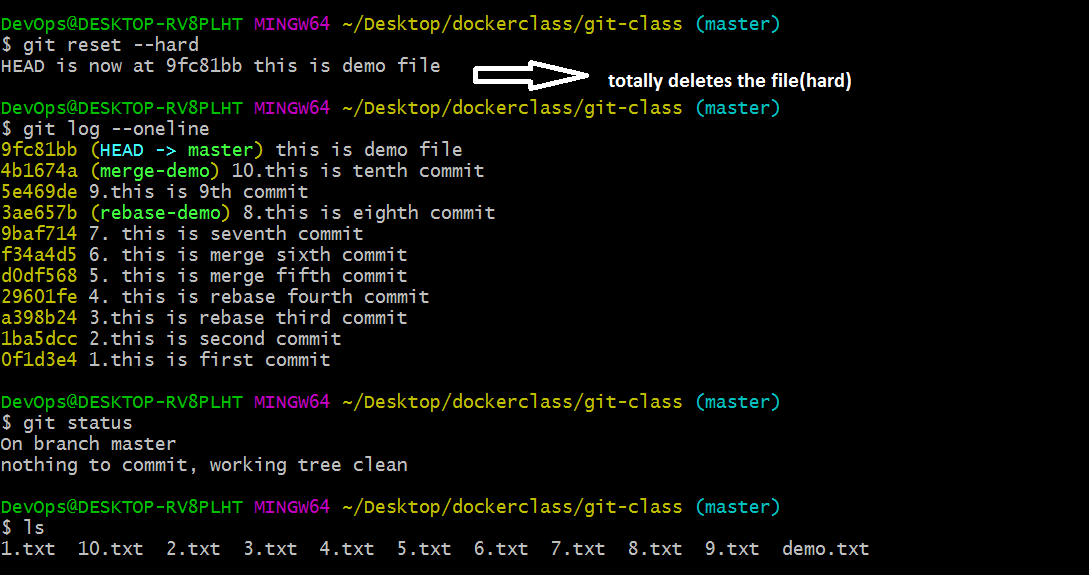 DevOps@DESKTOP-RV8PLHT MINGW64 ~/Desktop/dockerclass/git-class (master)
$ git reset --hard
HEAD is now at 9fc81bb this is demo file
totally deletes the file(hard)
DevOps@DESKTOP-RV8PLHT MINGW64 ~/Desktop/dockerclass/git-class (master)
$ git log --oneline
9fc81bb (HEAD -> master) this is demo file
4b1674a (merge-demo) 10.this is tenth commit
5e469de 9.this is 9th commit
3ae657b (rebase-demo) 8.this is eighth commit
9baf714 7. this is seventh commit
f34a4d5 6. this is merge sixth commit
d0df568 5. this is merge fifth commit
29601fe 4. this is rebase fourth commit
a398b24 3.this is rebase third commit
1ba5dcc 2.this is second commit
0f1d3e4 1.this is first commit
DevOps@DESKTOP-RV8PLHT MINGW64 ~/Desktop/dockerclass/git-class (master)
$ git status
On branch master
nothing to commit, working tree clean
DevOps@DESKTOP-RV8PLHT MINGW64 ~/Desktop/dockerclass/git-class (master)
$ ls
1.txt  10.txt  2.txt  3.txt  4.txt  5.txt  6.txt  7.txt  8.txt  9.txt  demo.txt